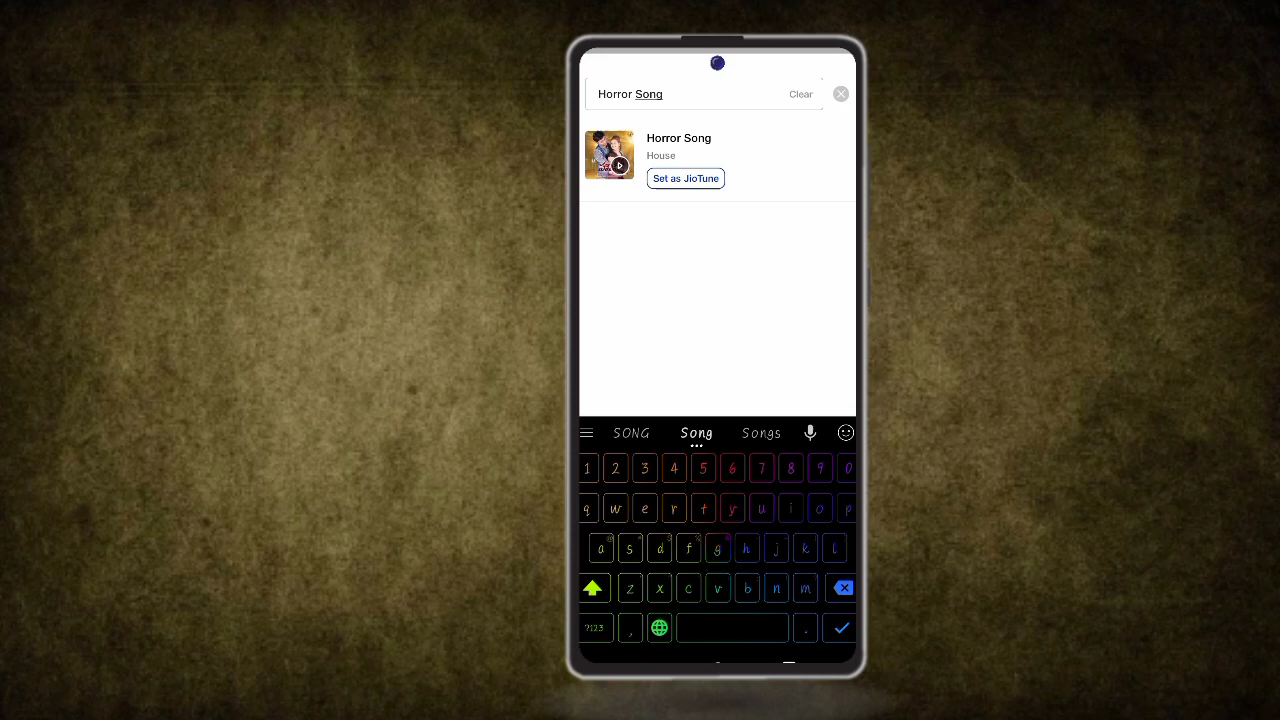 Horror Song Clear
Horror Song
House
Set as JioTune
SONG Song Songs
1 2 3 4 5 6 7 8 9 0
q w e r t y u i o p
a s d f g h j k l
z x c v b n m
?123 , .